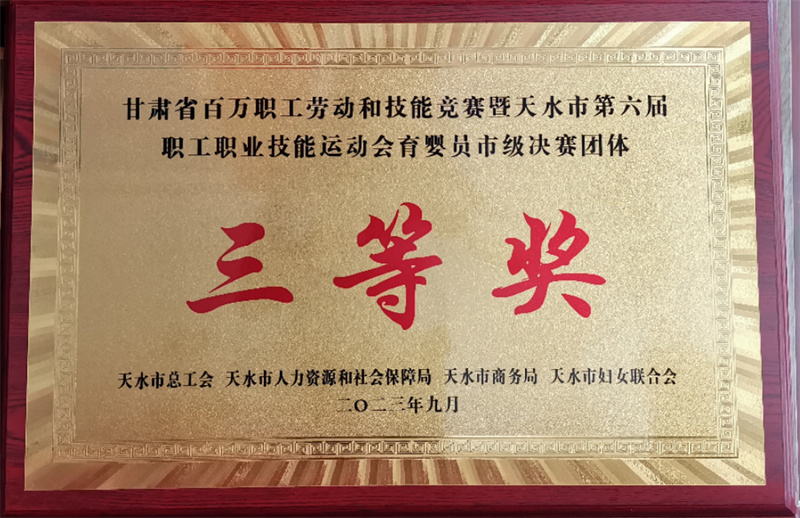 甘肃省百万职工劳动和技能竞赛暨天水市第六届
职工职业技能运动会育婴员市级决赛团体
三等奖
天水市总工会 天水市人力资源和社会保障局 天水市商务局 天水市妇女联合会
二〇二三年九月